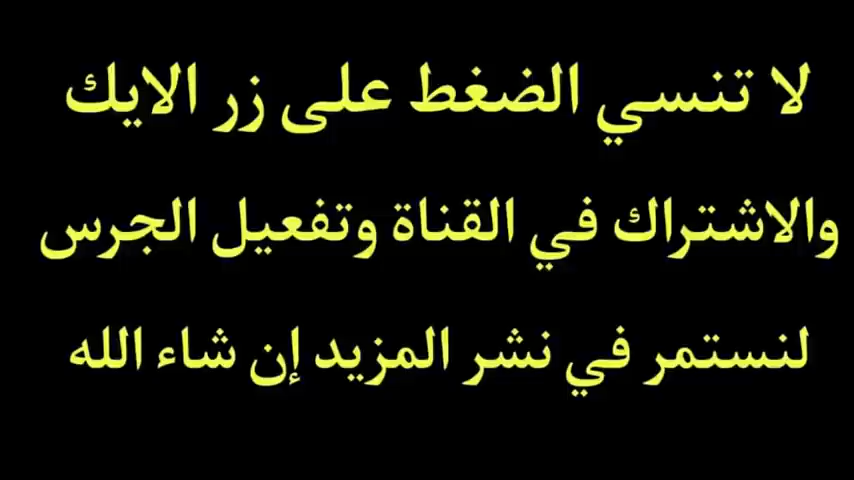 لا تنسي الضغط على زر الايك
والاشتراك في القناة وتفعيل الجرس
لنستمر في نشر المزيد إن شاء الله